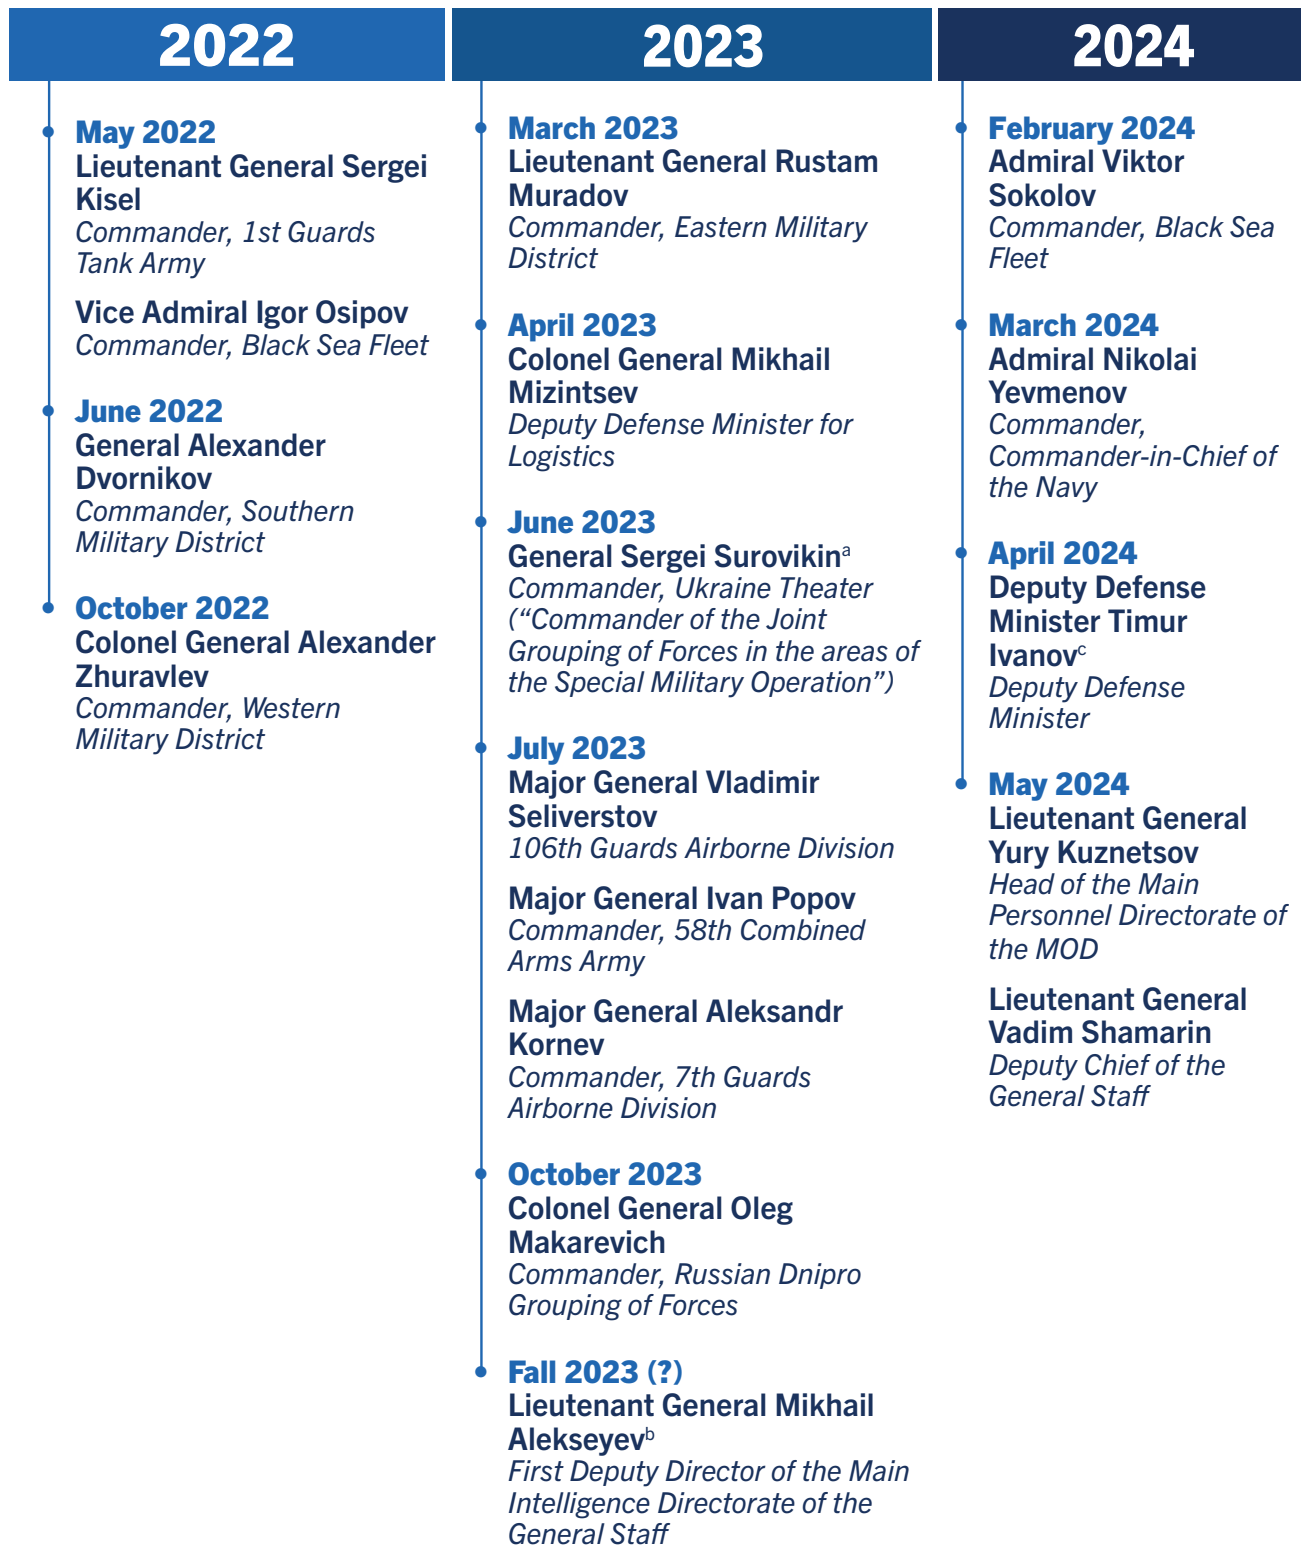 2022
May 2022
Lieutenant General Sergei
Kisel
Commander, 1st Guards
Tank Army
Vice Admiral Igor Osipov
Commander, Black Sea Fleet
June 2022
General Alexander
Dvornikov
Commander, Southern
Military District
October 2022
Colonel General Alexander
Zhuravlev
Commander, Western
Military District
2023
March 2023
Lieutenant General Rustam
Muradov
Commander, Eastern Military
District
April 2023
Colonel General Mikhail
Mizintsev
Deputy Defense Minister for
Logistics
June 2023
General Sergei Surovikinᵃ
Commander, Ukraine Theater
(“Commander of the Joint
Grouping of Forces in the areas of
the Special Military Operation”)
July 2023
Major General Vladimir
Seliverstov
106th Guards Airborne Division
Major General Ivan Popov
Commander, 58th Combined
Arms Army
Major General Aleksandr
Kornev
Commander, 7th Guards
Airborne Division
October 2023
Colonel General Oleg
Makarevich
Commander, Russian Dnipro
Grouping of Forces
Fall 2023 (?)
Lieutenant General Mikhail
Alekseyevᵇ
First Deputy Director of the Main
Intelligence Directorate of the
General Staff
2024
February 2024
Admiral Viktor
Sokolov
Commander, Black Sea
Fleet
March 2024
Admiral Nikolai
Yevmenov
Commander,
Commander-in-Chief of
the Navy
April 2024
Deputy Defense
Minister Timur
Ivanovᶜ
Deputy Defense
Minister
May 2024
Lieutenant General
Yury Kuznetsov
Head of the Main
Personnel Directorate of
the MOD
Lieutenant General
Vadim Shamarin
Deputy Chief of the
General Staff